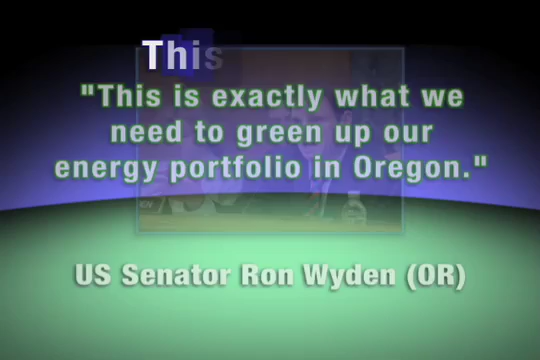 This
"This is exactly what we
need to green up our
energy portfolio in Oregon."
US Senator Ron Wyden (OR)